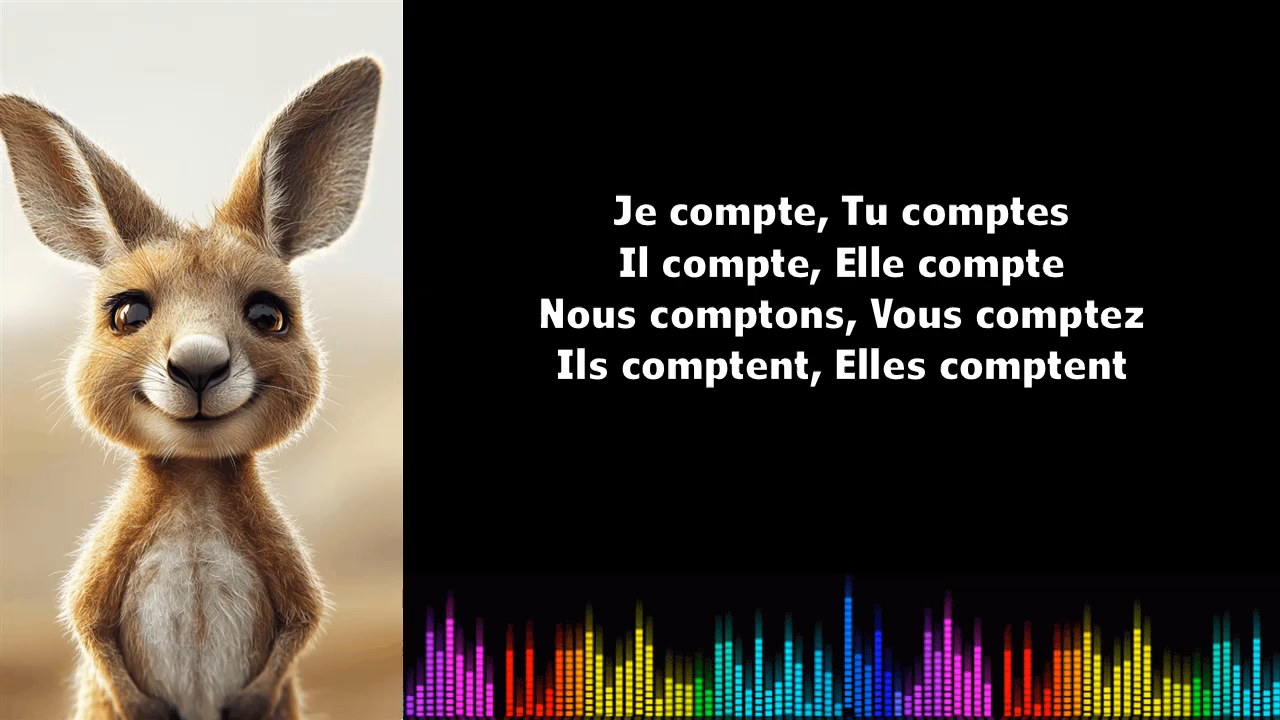 Je compte, Tu comptes
Il compte, Elle compte
Nous comptons, Vous comptez
Ils comptent, Elles comptent